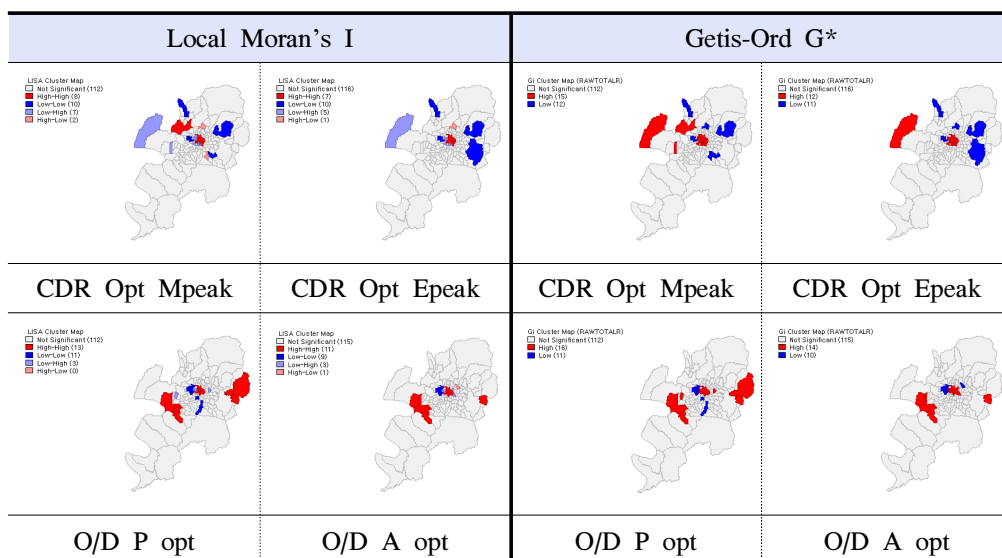 Local Moran's I
Getis-Ord G*
LISA Cluster Map
Not Significant (112)
High-High (8)
Low-Low (10)
Low-High (7)
High-Low (2)
LISA Cluster Map
Not Significant (116)
High-High (7)
Low-Low (10)
Low-High (5)
High-Low (1)
Gi Cluster Map (RAWTOTALR)
Not Significant (112)
High (15)
Low (12)
Gi Cluster Map (RAWTOTALR)
Not Significant (116)
High (12)
Low (11)
CDR Opt Mpeak
CDR Opt Epeak
CDR Opt Mpeak
CDR Opt Epeak
LISA Cluster Map
Not Significant (112)
High-High (13)
Low-Low (11)
Low-High (3)
High-Low (0)
LISA Cluster Map
Not Significant (115)
High-High (11)
Low-Low (9)
Low-High (3)
High-Low (1)
Gi Cluster Map (RAWTOTALR)
Not Significant (112)
High (16)
Low (11)
Gi Cluster Map (RAWTOTALR)
Not Significant (115)
High (14)
Low (10)
O/D P opt
O/D A opt
O/D P opt
O/D A opt